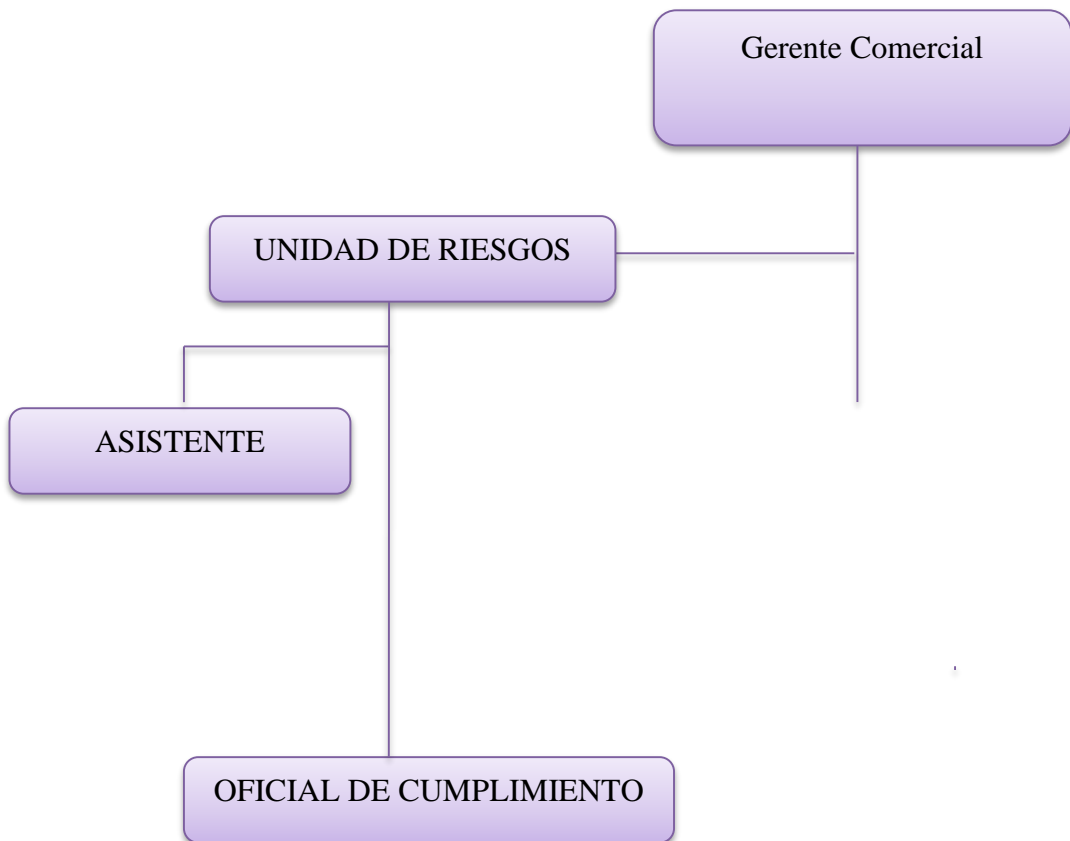 Gerente Comercial
UNIDAD DE RIESGOS
ASISTENTE
OFICIAL DE CUMPLIMIENTO